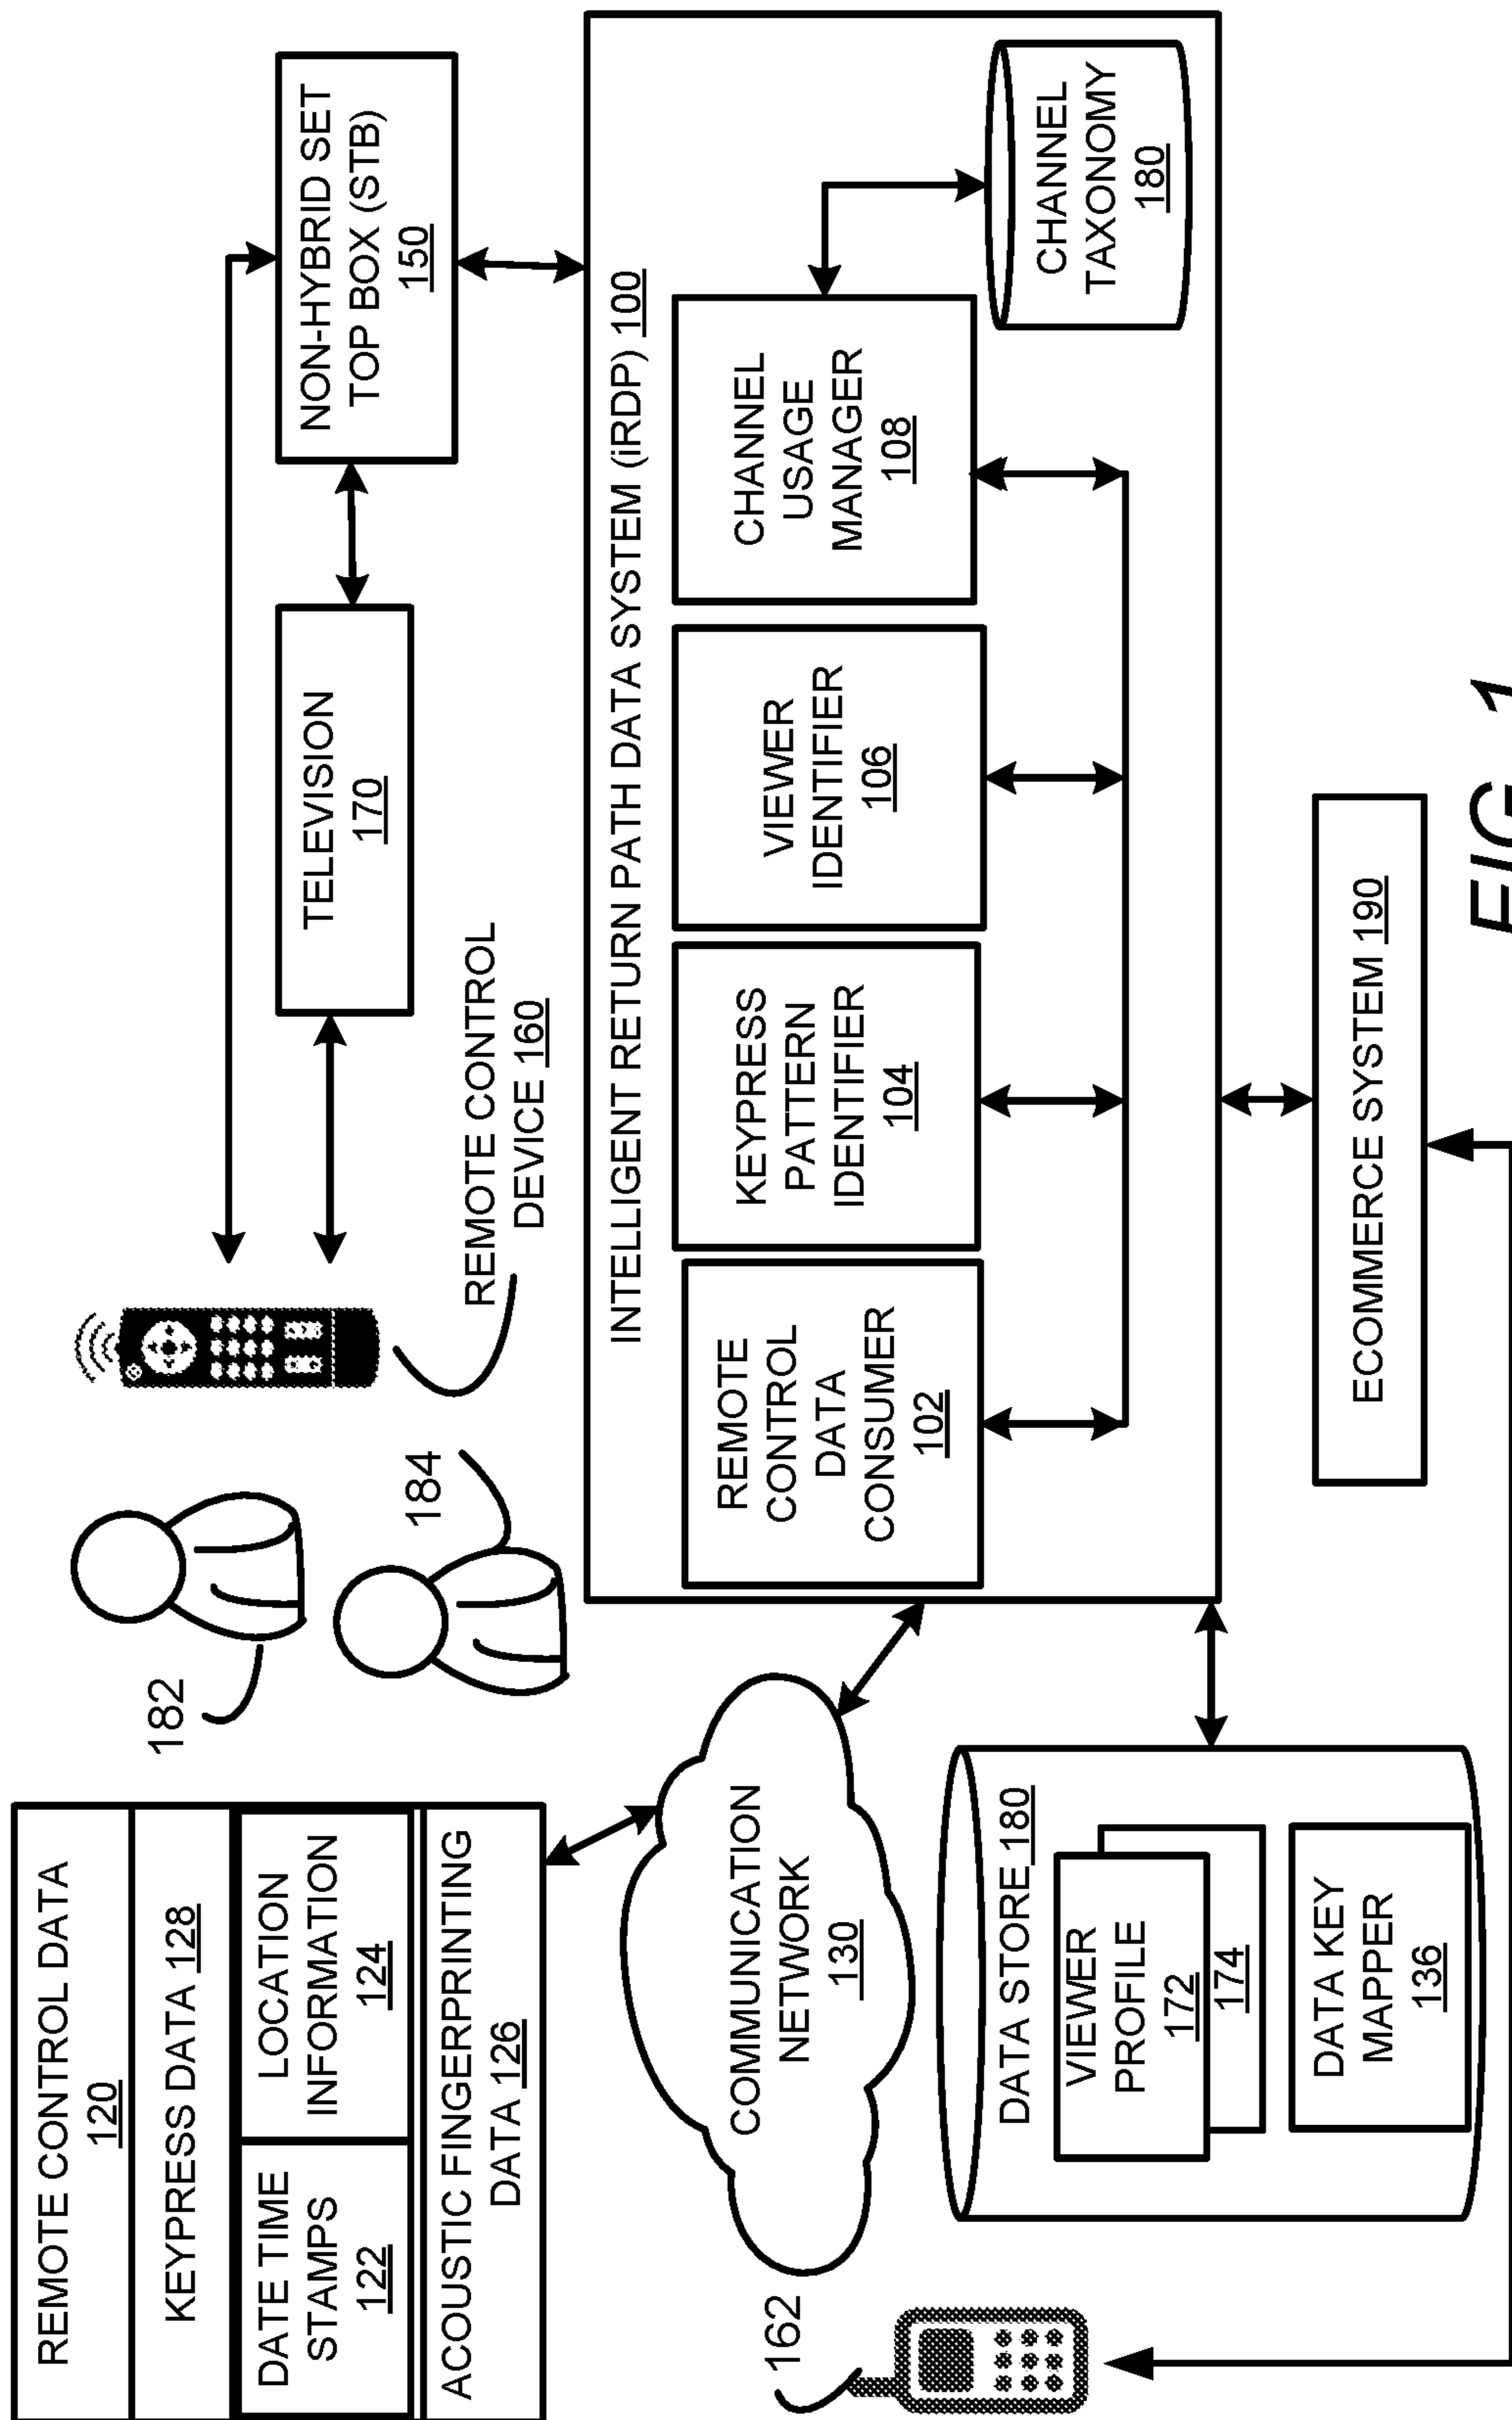 REMOTE CONTROL DATA
120
KEYPRESS DATA 128
DATE TIME
STAMPS
122
LOCATION
INFORMATION
124
ACOUSTIC FINGERPRINTING
DATA 126
182
184
REMOTE CONTROL
DEVICE 160
TELEVISION
170
NON-HYBRID SET
TOP BOX (STB)
150
162
COMMUNICATION
NETWORK
130
DATA STORE 180
VIEWER
PROFILE
172
174
DATA KEY
MAPPER
136
INTELLIGENT RETURN PATH DATA SYSTEM (iRDP) 100
REMOTE
CONTROL
DATA
CONSUMER
102
KEYPRESS
PATTERN
IDENTIFIER
104
VIEWER
IDENTIFIER
106
CHANNEL
USAGE
MANAGER
108
CHANNEL
TAXONOMY
180
ECOMMERCE SYSTEM 190
FIG. 1